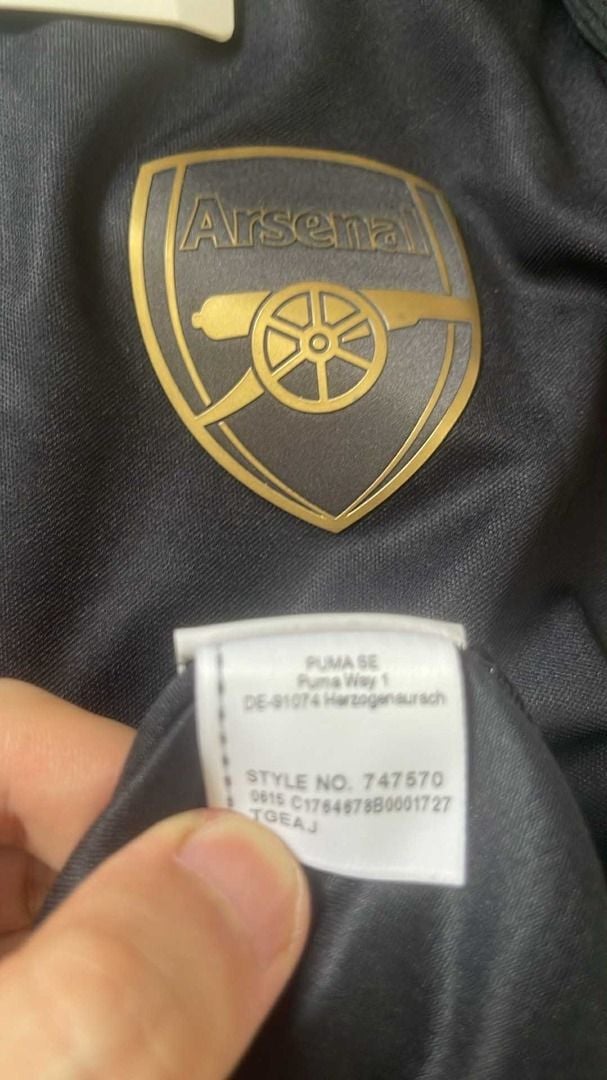 Arsenal
PUMA SE
Puma Way 1
DE-91074 Herzogenaurach
STYLE NO. 747570
0615 C1764678B0001727
TGEAJ